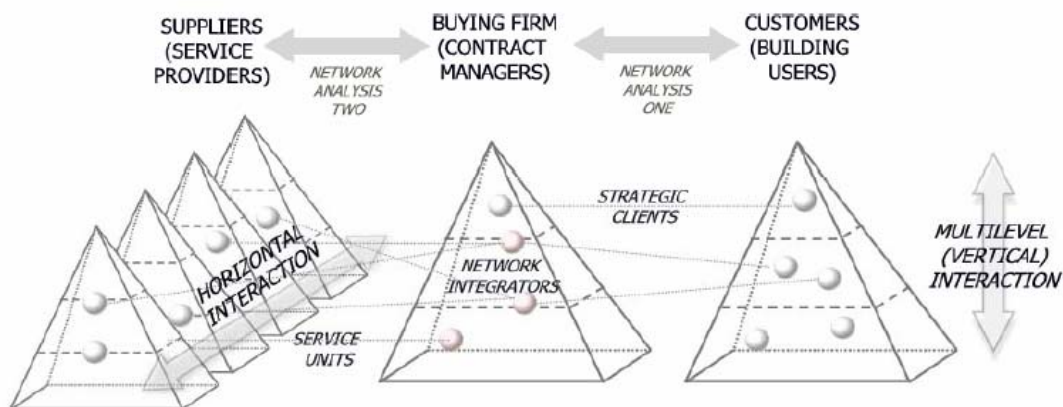 SUPPLIERS
(SERVICE
PROVIDERS)
BUYING FIRM
(CONTRACT
MANAGERS)
CUSTOMERS
(BUILDING
USERS)
NETWORK
ANALYSIS
TWO
NETWORK
ANALYSIS
ONE
STRATEGIC
CLIENTS
HORIZONTAL
INTERACTION
NETWORK
INTEGRATORS
MULTILEVEL
(VERTICAL)
INTERACTION
SERVICE
UNITS